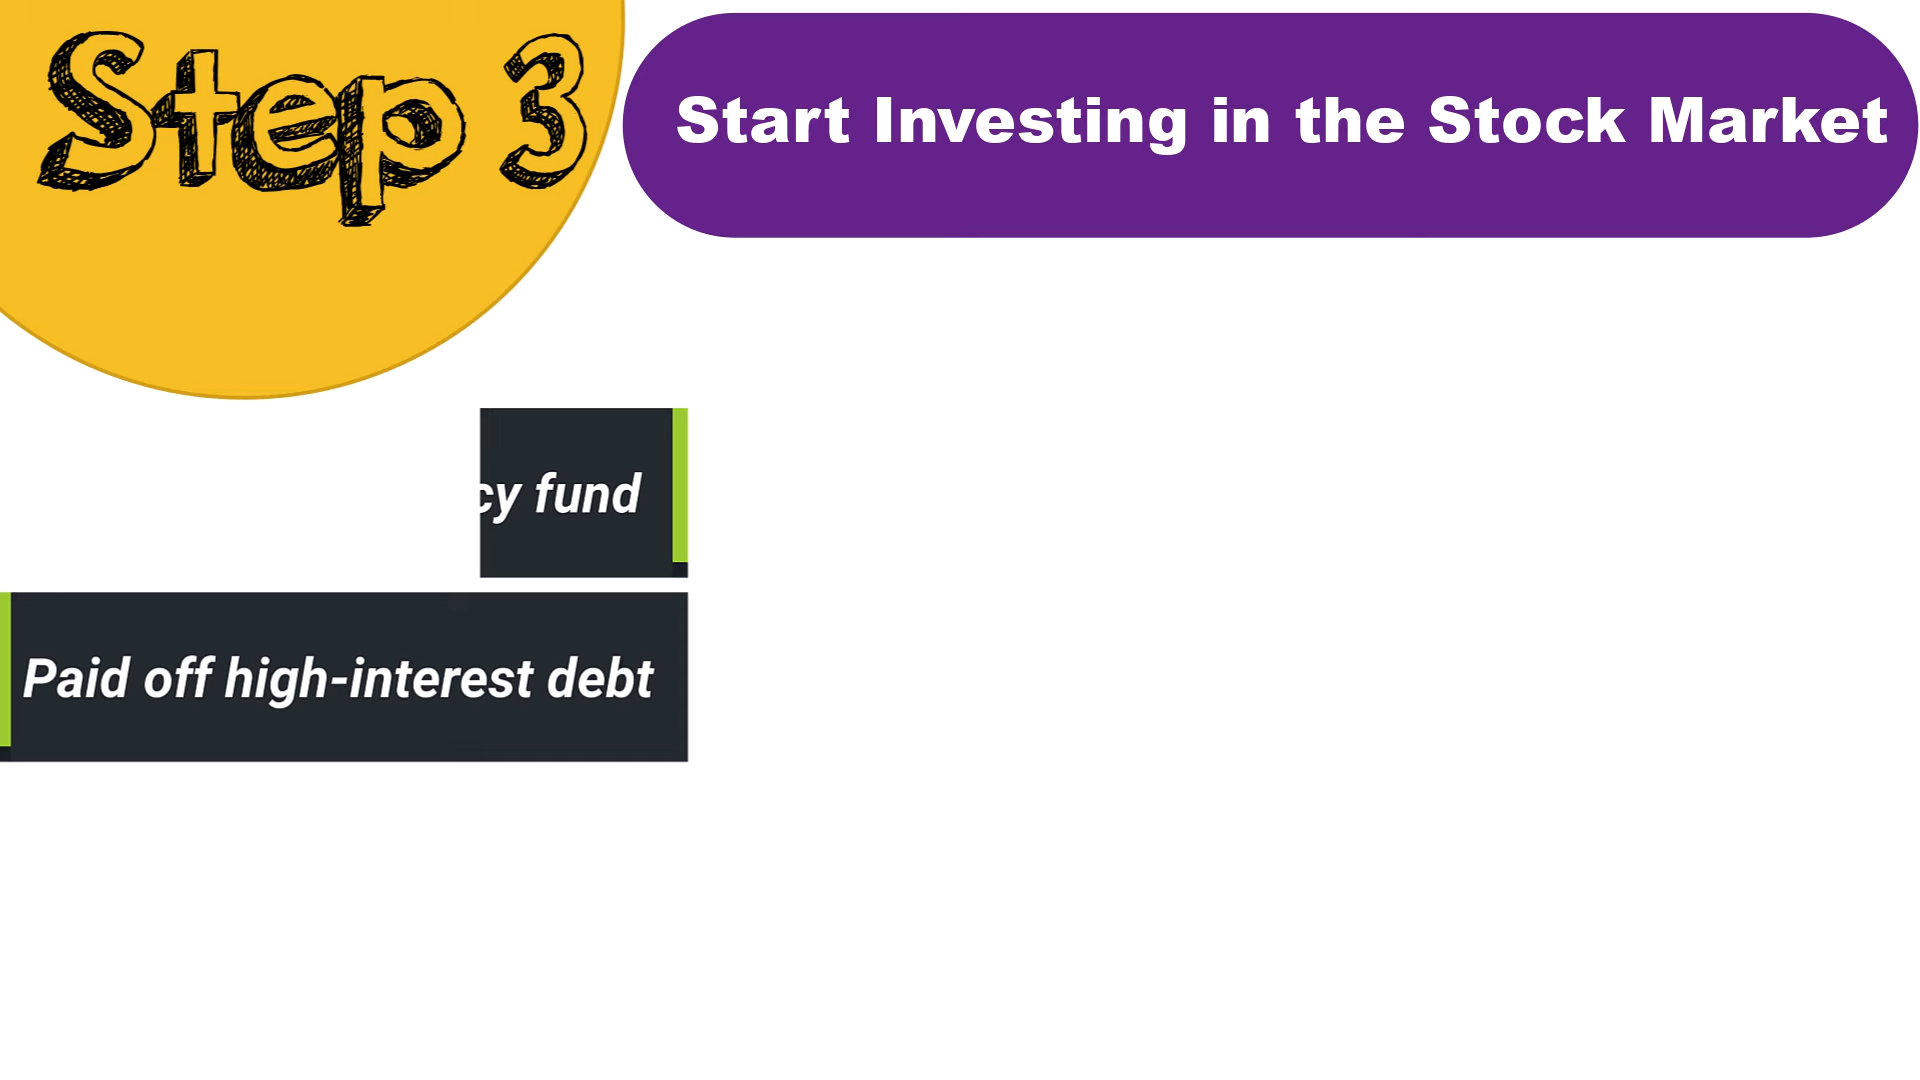 Step 3
Start Investing in the Stock Market
cy fund
Paid off high-interest debt